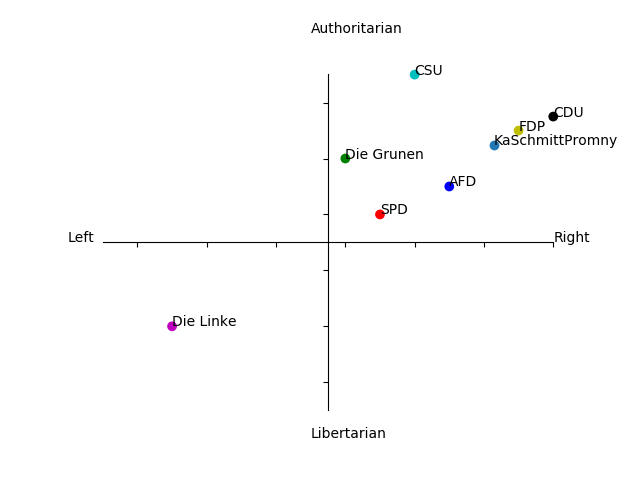 Authoritarian
CSU
CDU
FDP
KaSchmittPromny
Die Grunen
AFD
SPD
Left
Right
Die Linke
Libertarian